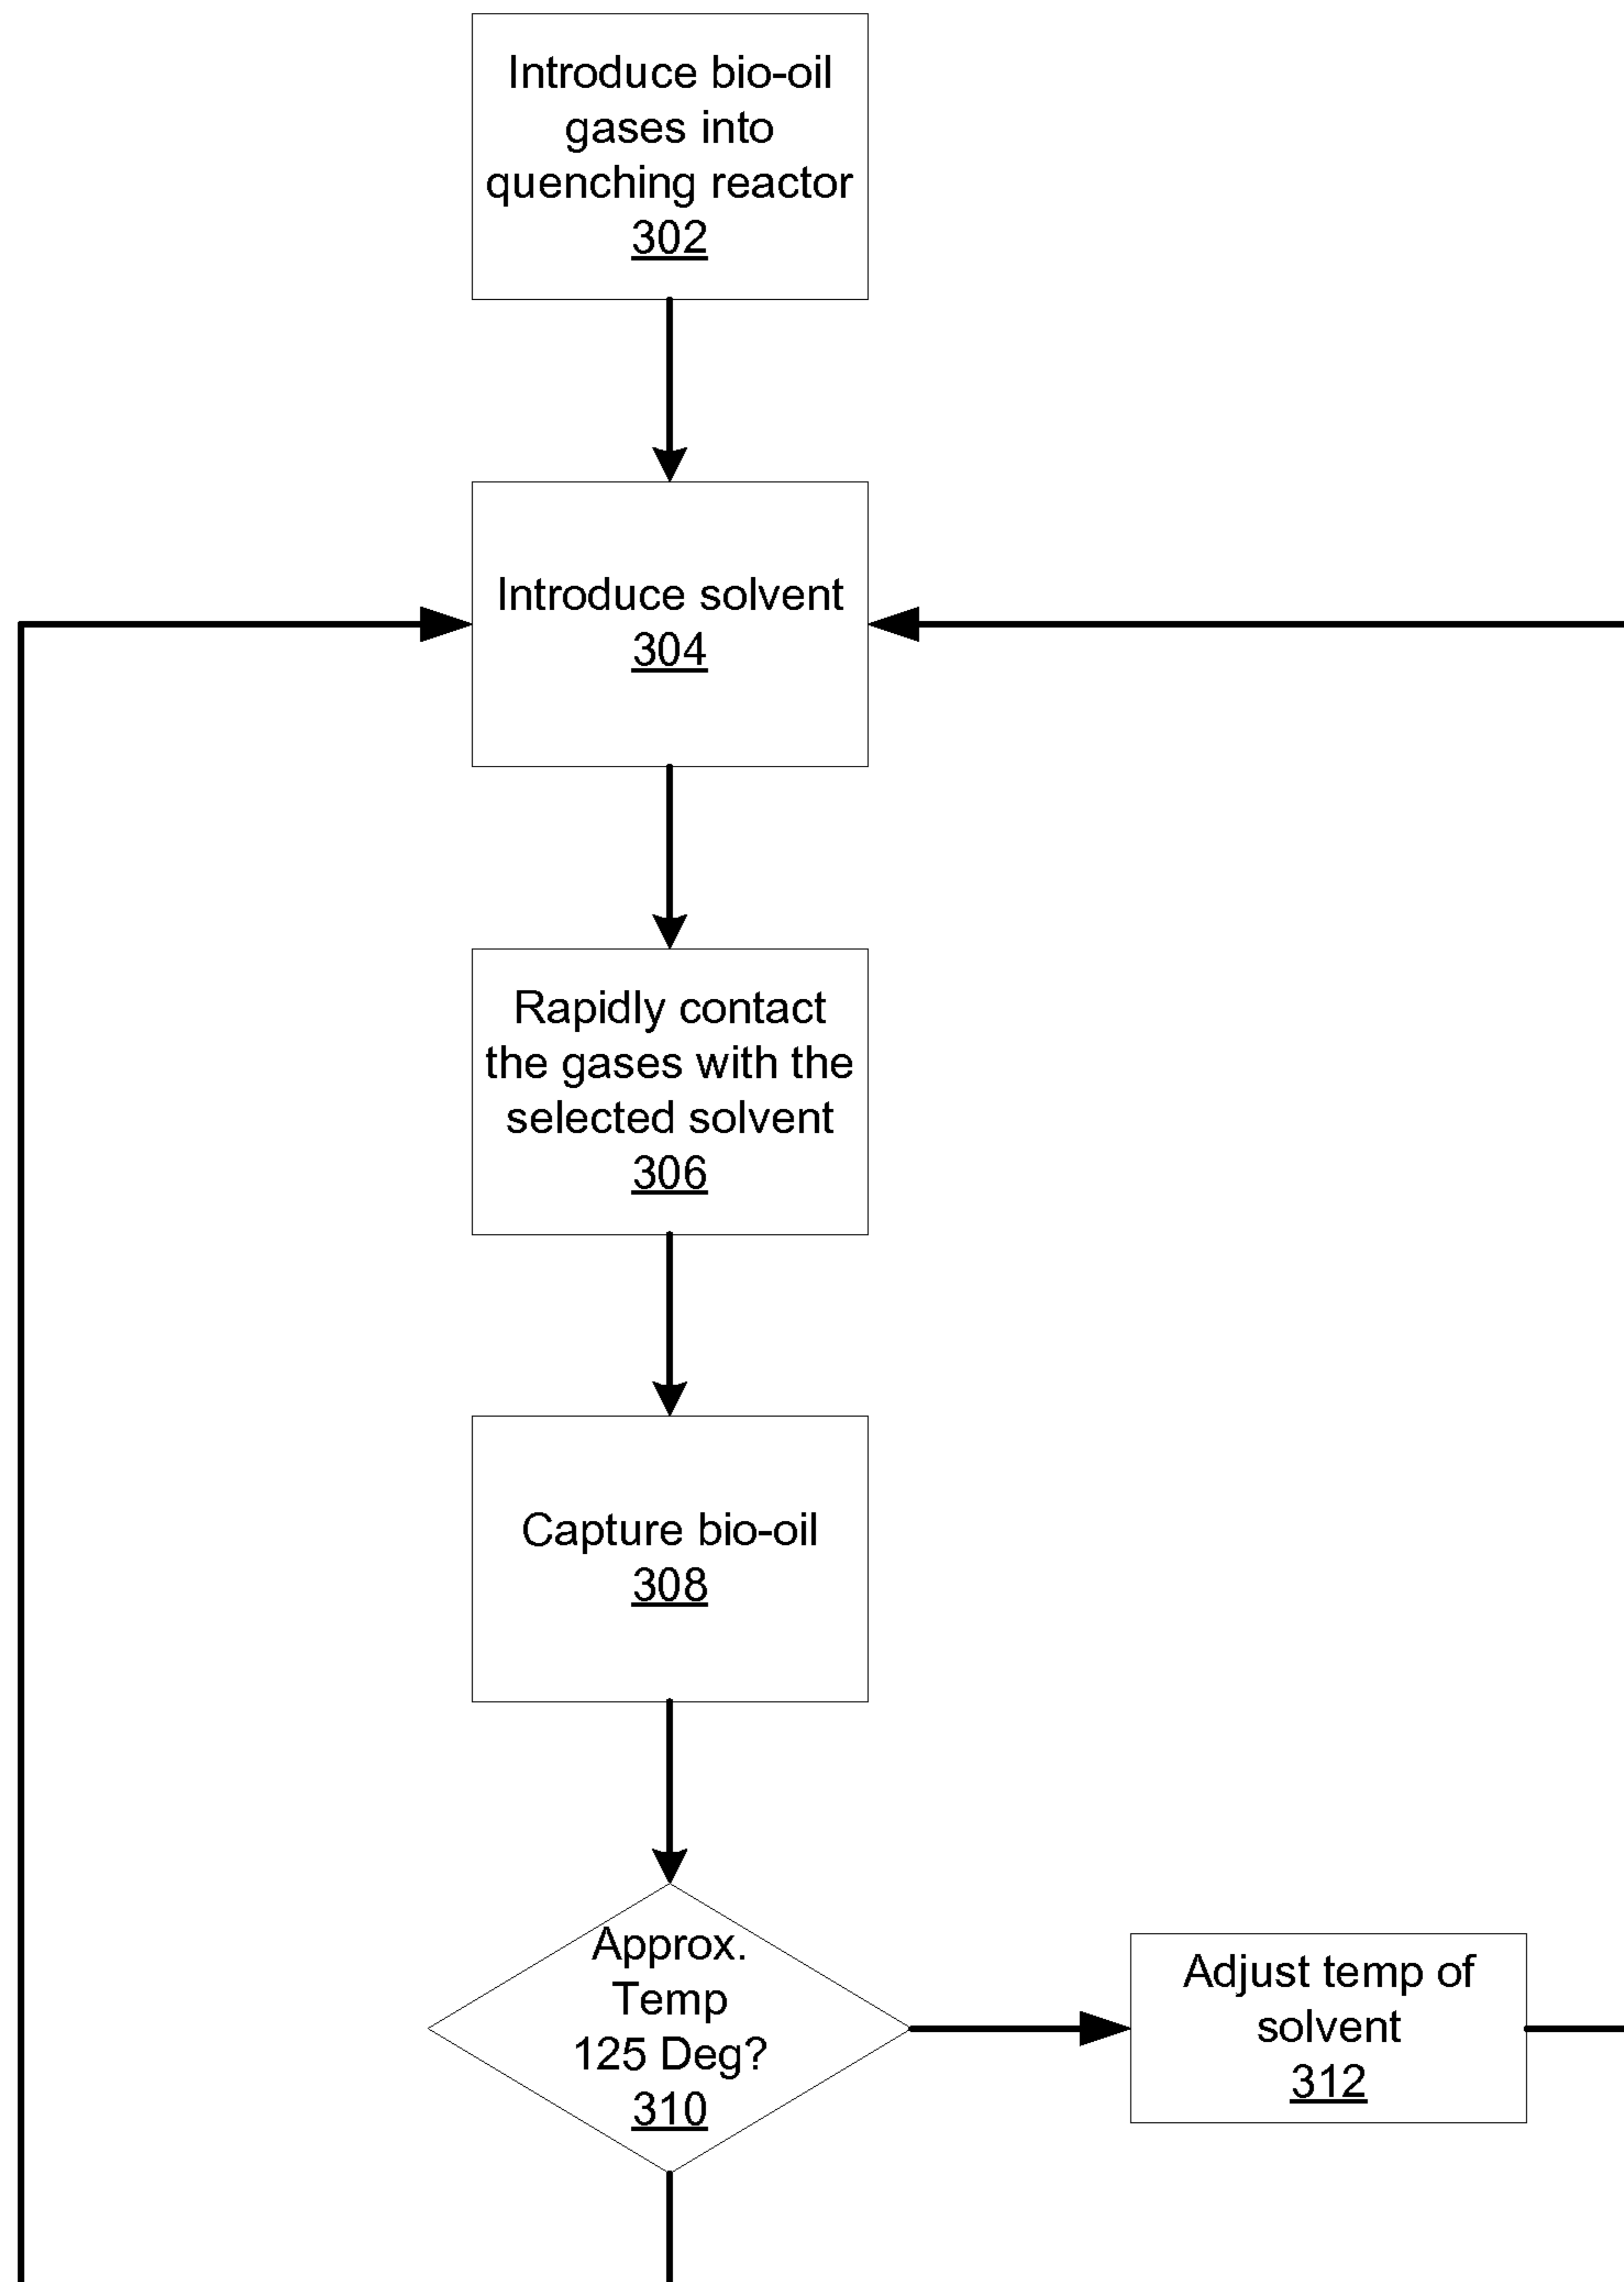 Introduce bio-oil
gases into
quenching reactor
302
Introduce solvent
304
Rapidly contact
the gases with the
selected solvent
306
Capture bio-oil
308
Approx.
Temp
125 Deg?
310
Adjust temp of
solvent
312